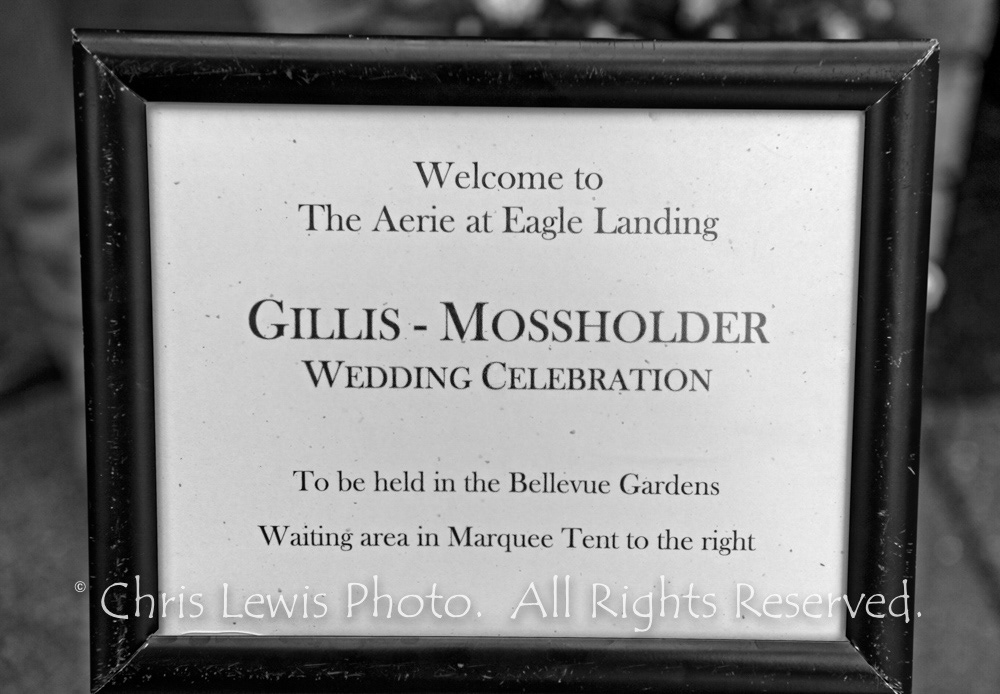 Welcome to
The Aerie at Eagle Landing
GILLIS - MOSSHOLDER
WEDDING CELEBRATION
To be held in the Bellevue Gardens
Waiting area in Marquee Tent to the right
© Chris Lewis Photo. All Rights Reserved.